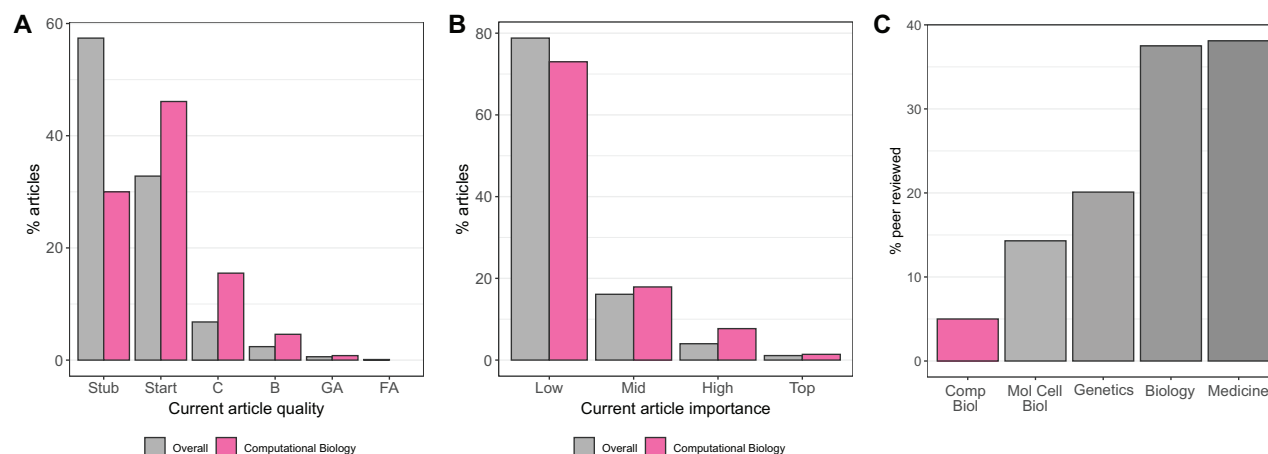 A
60
40
20
0
% articles
Stub Start C B GA FA
Current article quality
Overall Computational Biology
B
80
60
40
20
0
% articles
Low Mid High Top
Current article importance
Overall Computational Biology
C
40
30
20
10
0
% peer reviewed
Comp Biol
Mol Cell Biol
Genetics
Biology
Medicine